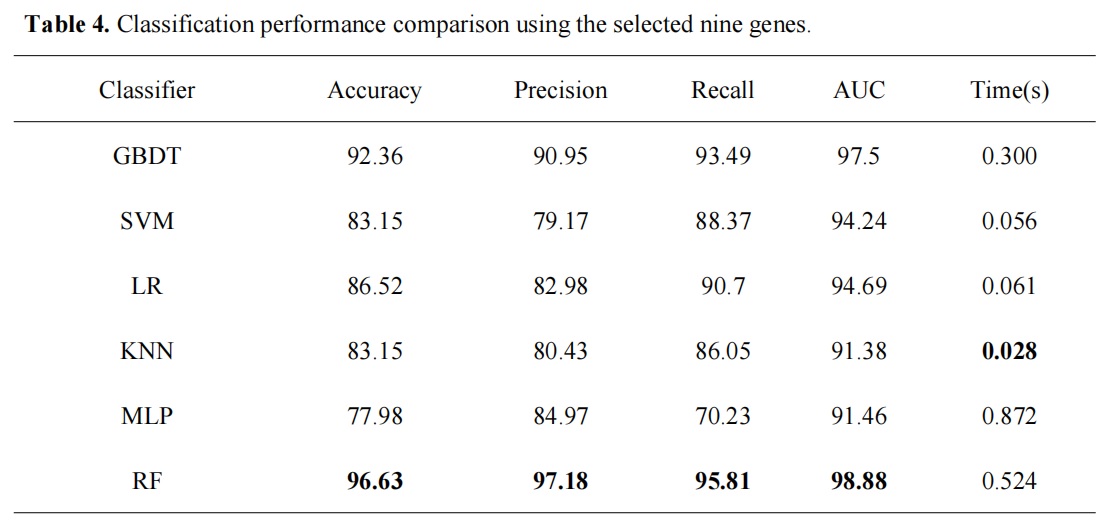 Table 4. Classification performance comparison using the selected nine genes.
Classifier Accuracy Precision Recall AUC Time(s)
GBDT 92.36 90.95 93.49 97.5 0.300
SVM 83.15 79.17 88.37 94.24 0.056
LR 86.52 82.98 90.7 94.69 0.061
KNN 83.15 80.43 86.05 91.38 0.028
MLP 77.98 84.97 70.23 91.46 0.872
RF 96.63 97.18 95.81 98.88 0.524